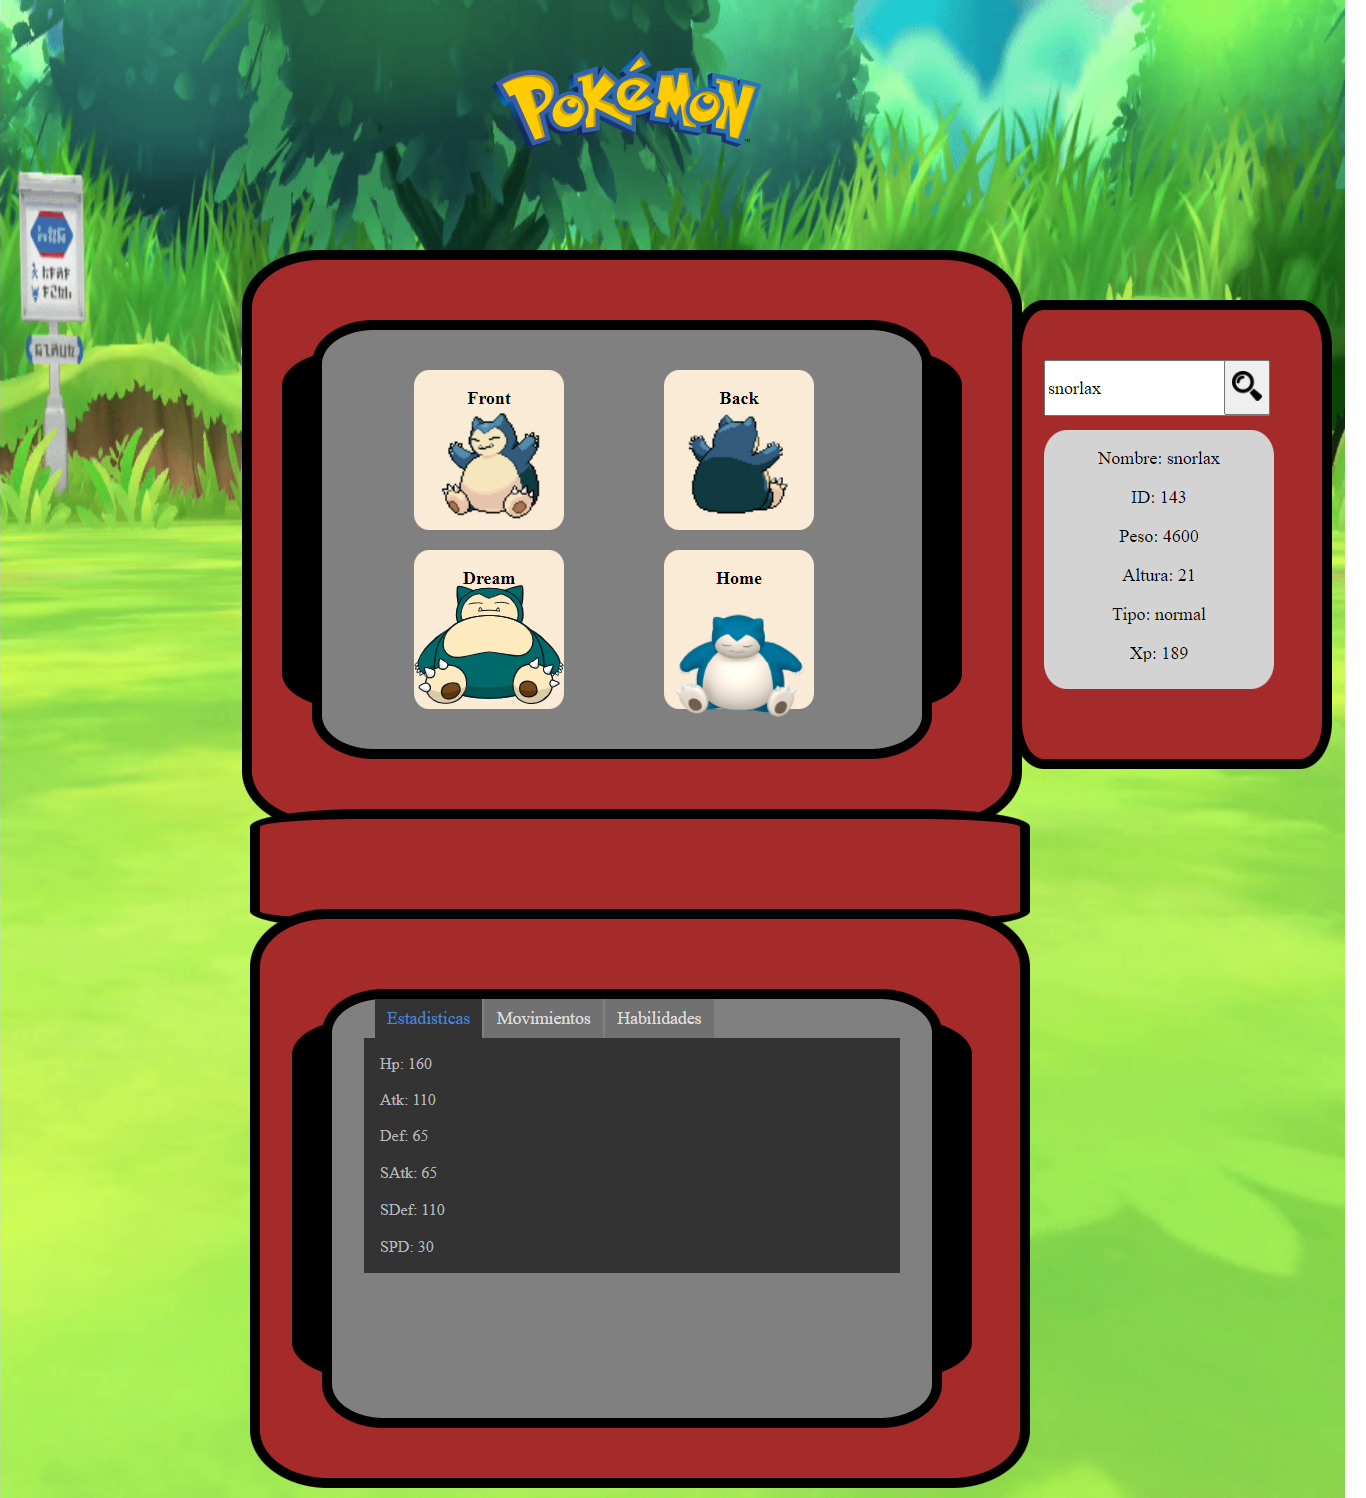 POKéMON
™
snorlax
Front
Back
Dream
Home
Nombre: snorlax
ID: 143
Peso: 4600
Altura: 21
Tipo: normal
Xp: 189
Estadisticas
Movimientos
Habilidades
Hp: 160
Atk: 110
Def: 65
SAtk: 65
SDef: 110
SPD: 30